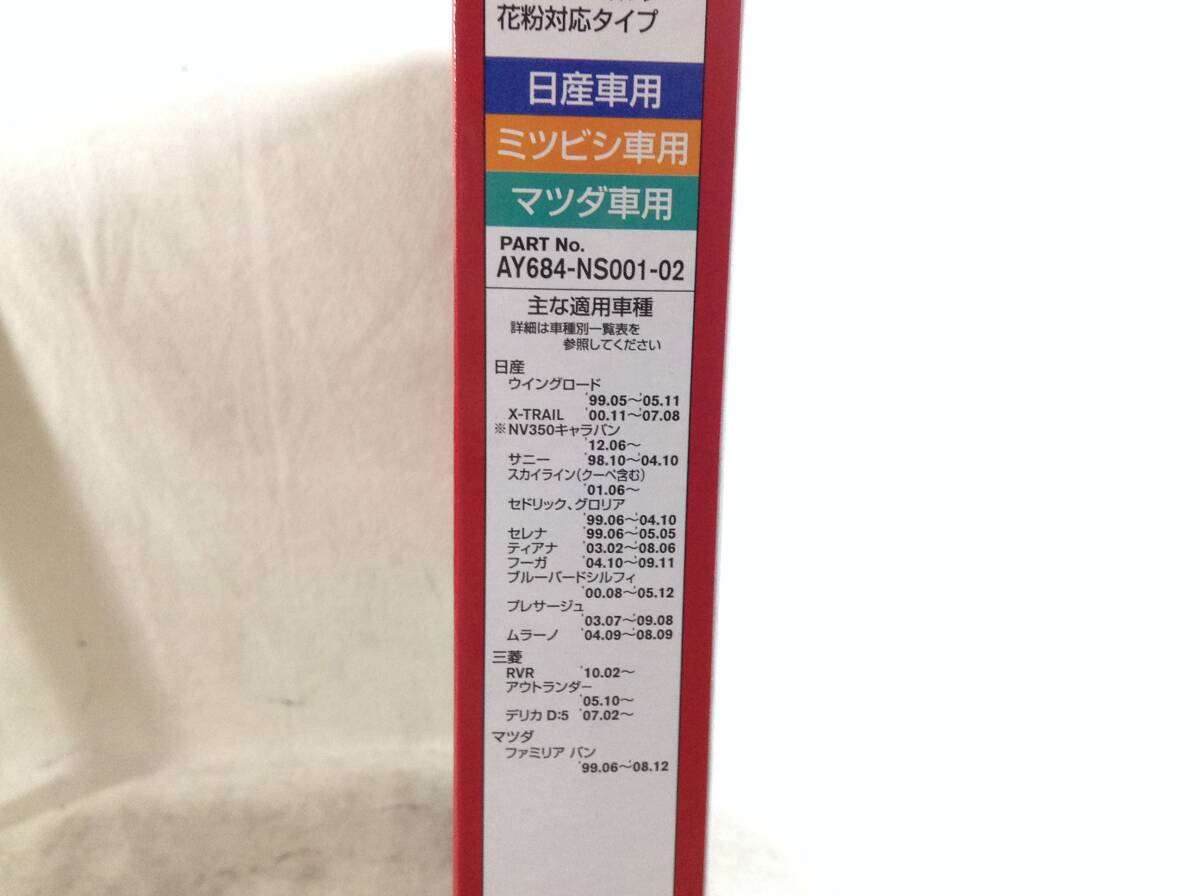 花粉対応タイプ
日産車用
ミツビシ車用
マツダ車用
PART No.
AY684-NS001-02
主な適用車種
詳細は車種別一覧表を
参照してください
日産
ウイングロード
'99.05～'05.11
X-TRAIL '00.11～'07.08
※NV350キャラバン
'12.06～
サニー '98.10～'04.10
スカイライン(クーペ含む)
'01.06～
セドリック、グロリア
'99.06～'04.10
セレナ '99.06～'05.05
ティアナ '03.02～'08.06
フーガ '04.10～'09.11
ブルーバードシルフィ
'00.08～'05.12
プレサージュ
'03.07～'09.08
ムラーノ '04.09～'08.09
三菱
RVR '10.02～
アウトランダー
'05.10～
デリカ D:5 '07.02～
マツダ
ファミリア バン
'99.06～'08.12